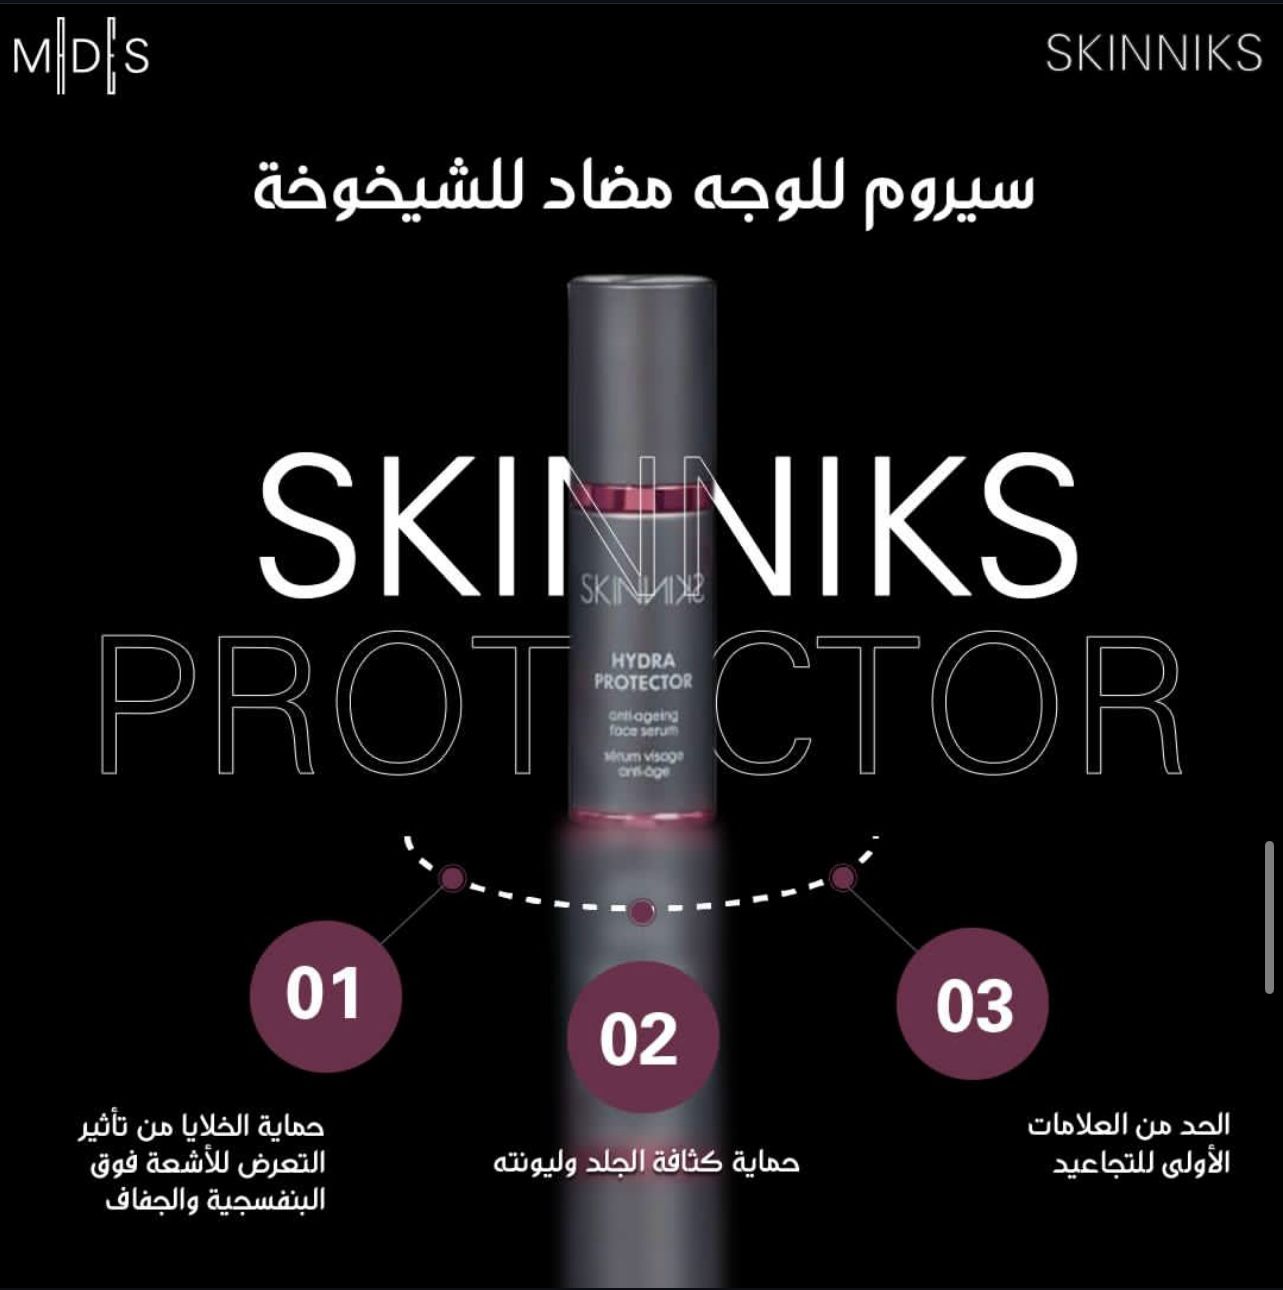 MADES
SKINNIKS
سيروم للوجه مضاد للشيخوخة
SKINNIKS
PROTECTOR
SKINNIKS
HYDRA
PROTECTOR
anti-ageing
face serum
sérum visage
anti-âge
01
حماية الخلايا من تأثير
التعرض للأشعة فوق
البنفسجية والجفاف
02
حماية كثافة الجلد وليونته
03
الحد من العلامات
الأولى للتجاعيد